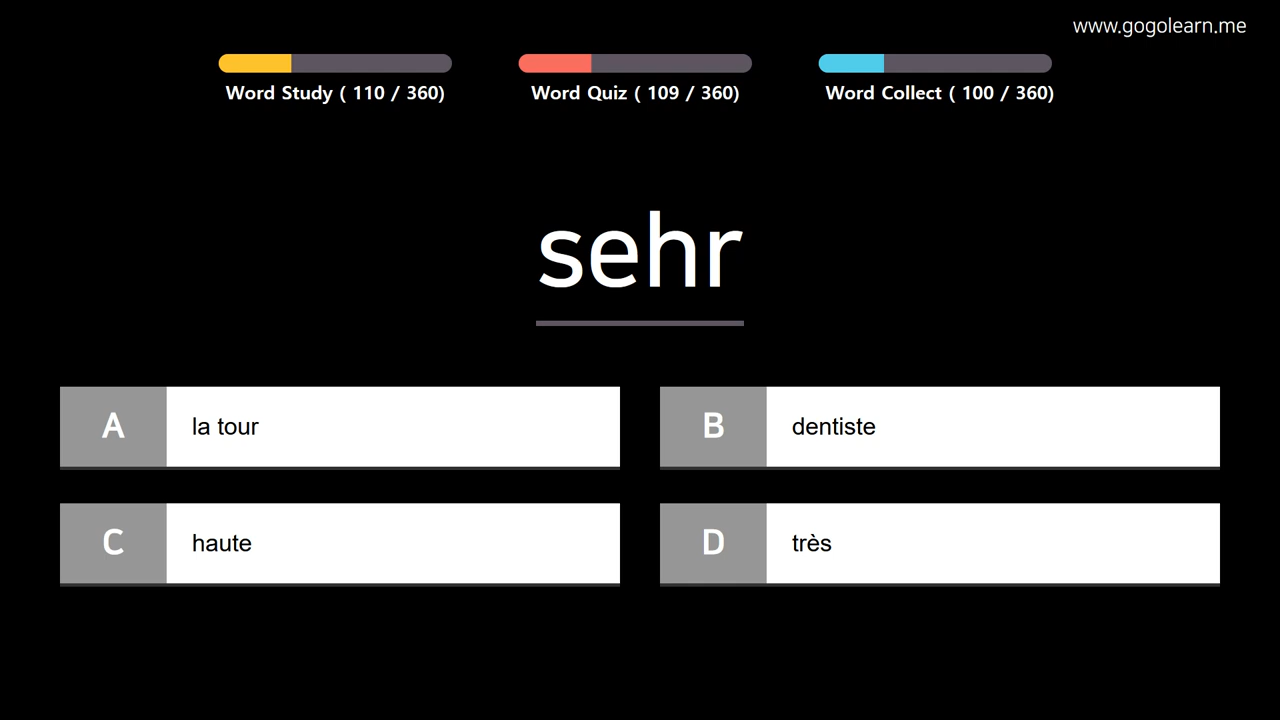 www.gogolearn.me
Word Study ( 110 / 360)
Word Quiz ( 109 / 360)
Word Collect ( 100 / 360)
sehr
A
la tour
B
dentiste
C
haute
D
très